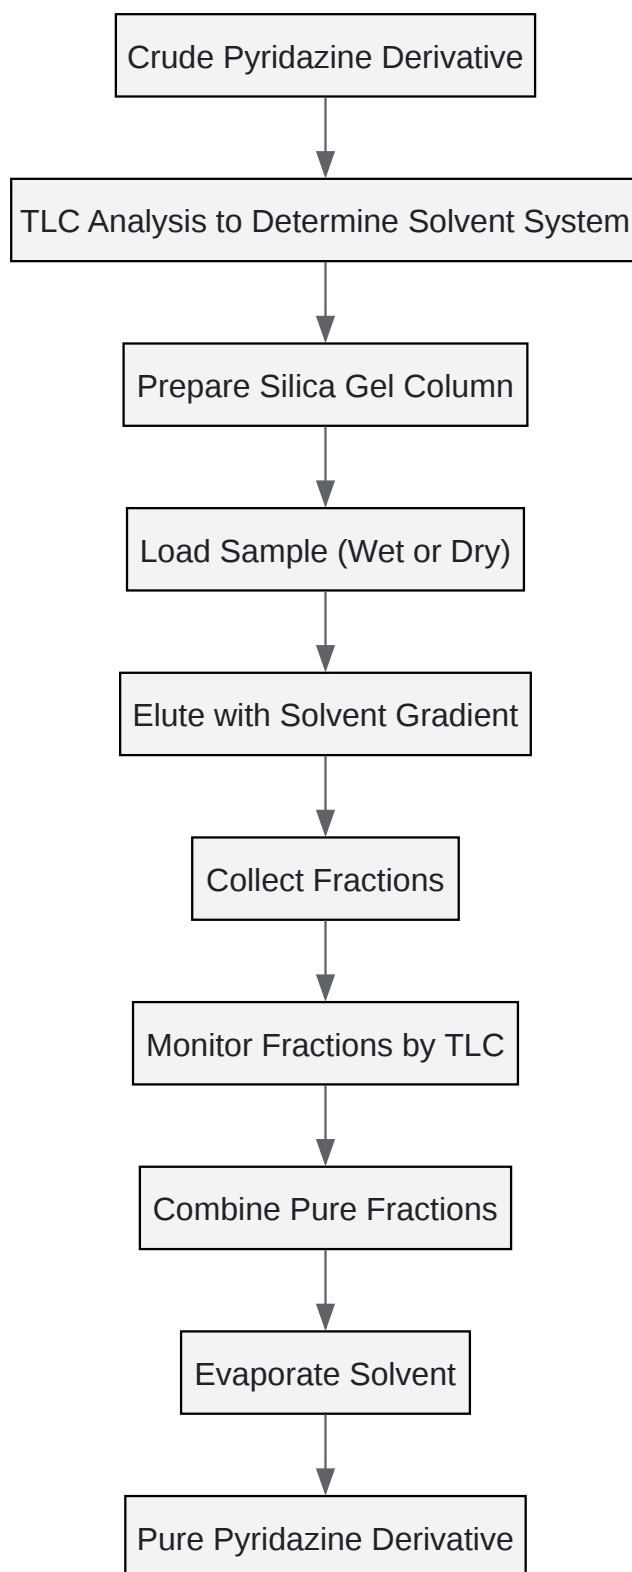 Crude Pyridazine Derivative
TLC Analysis to Determine Solvent System
Prepare Silica Gel Column
Load Sample (Wet or Dry)
Elute with Solvent Gradient
Collect Fractions
Monitor Fractions by TLC
Combine Pure Fractions
Evaporate Solvent
Pure Pyridazine Derivative